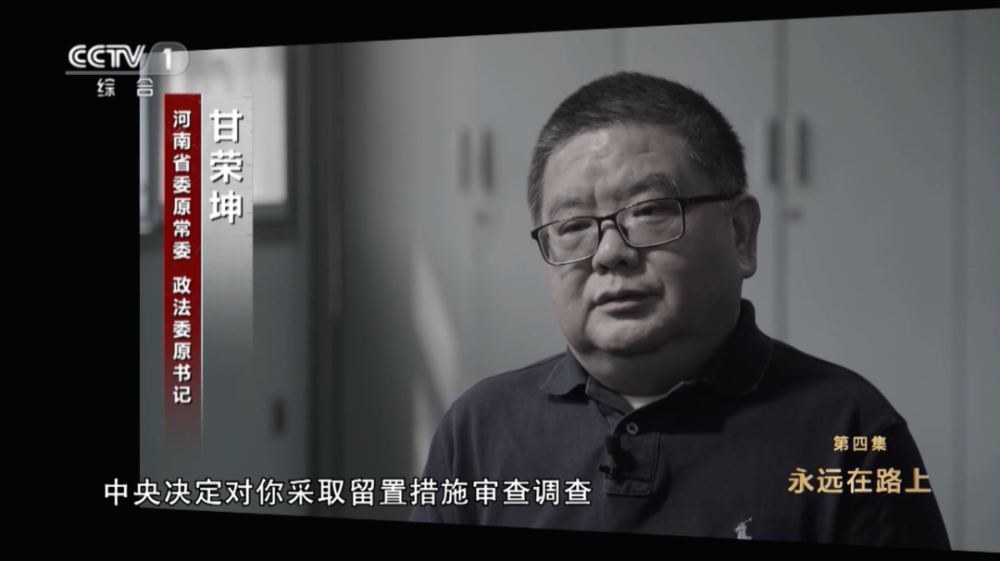 CCTV 1
综合
甘荣坤
河南省委原常委 政法委原书记
第四集
永远在路上
中央决定对你采取留置措施审查调查